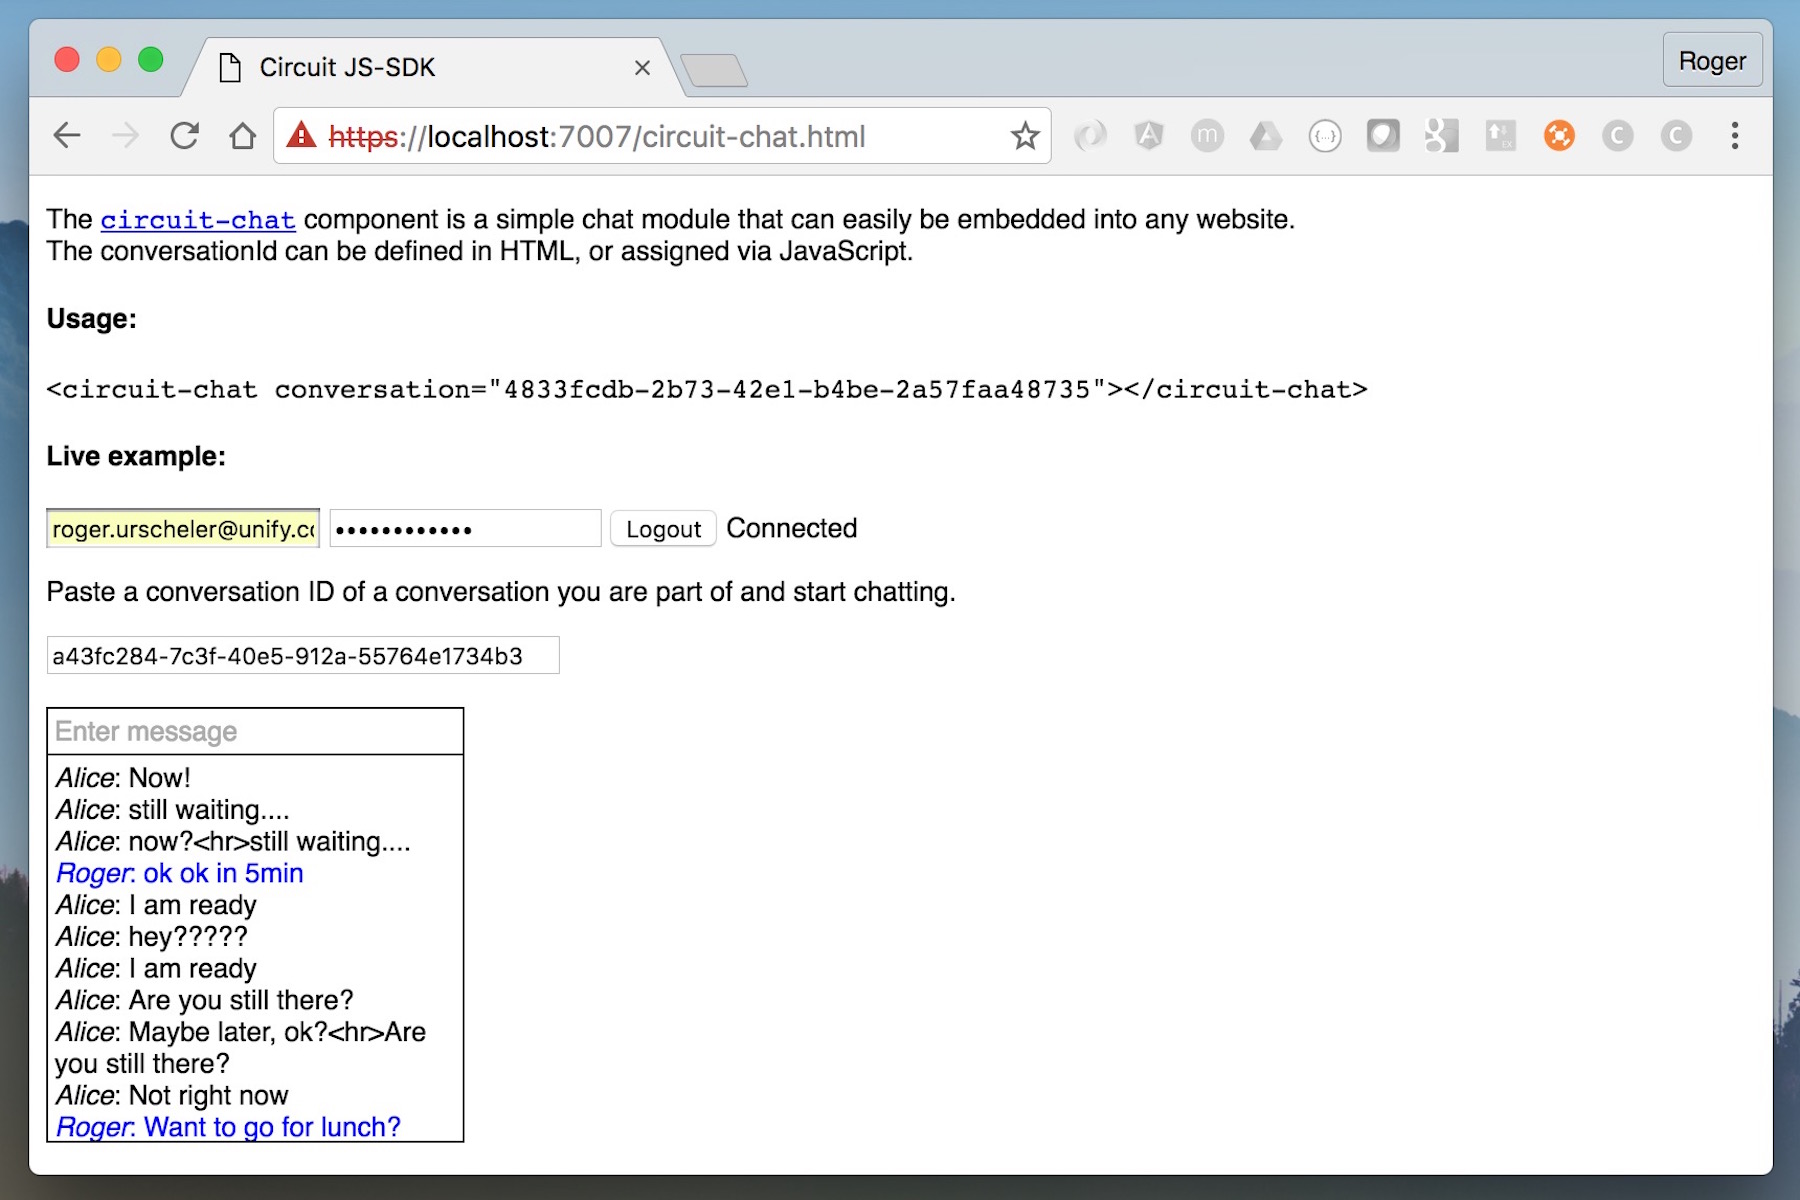 Circuit JS-SDK
Roger
https://localhost:7007/circuit-chat.html
The circuit-chat component is a simple chat module that can easily be embedded into any website.
The conversationId can be defined in HTML, or assigned via JavaScript.
Usage:
<circuit-chat conversation="4833fcdb-2b73-42e1-b4be-2a57faa48735"></circuit-chat>
Live example:
roger.urscheler@unify.co
Logout Connected
Paste a conversation ID of a conversation you are part of and start chatting.
a43fc284-7c3f-40e5-912a-55764e1734b3
Enter message
Alice: Now!
Alice: still waiting....
Alice: now?<hr>still waiting....
Roger: ok ok in 5min
Alice: I am ready
Alice: hey?????
Alice: I am ready
Alice: Are you still there?
Alice: Maybe later, ok?<hr>Are
you still there?
Alice: Not right now
Roger: Want to go for lunch?